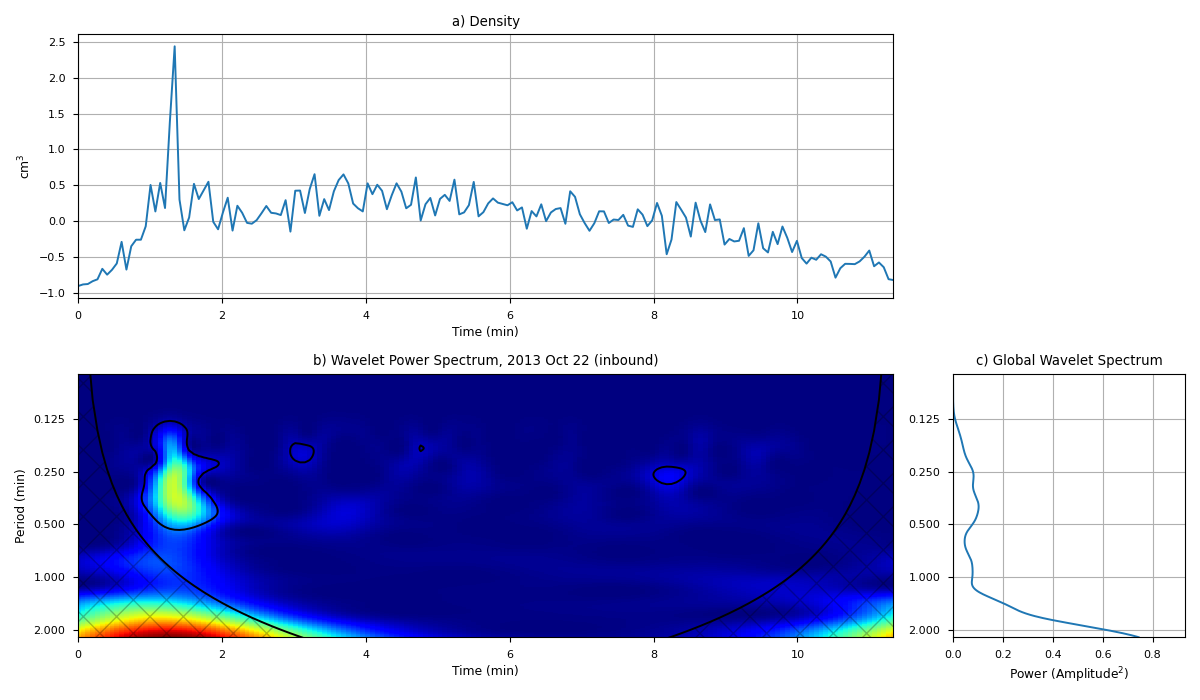 a) Density
2.5
2.0
1.5
1.0
0.5
0.0
−0.5
−1.0
cm³
0 2 4 6 8 10
Time (min)
b) Wavelet Power Spectrum, 2013 Oct 22 (inbound)
0.125
0.250
0.500
1.000
2.000
Period (min)
0 2 4 6 8 10
Time (min)
c) Global Wavelet Spectrum
0.125
0.250
0.500
1.000
2.000
0.0 0.2 0.4 0.6 0.8
Power (Amplitude²)